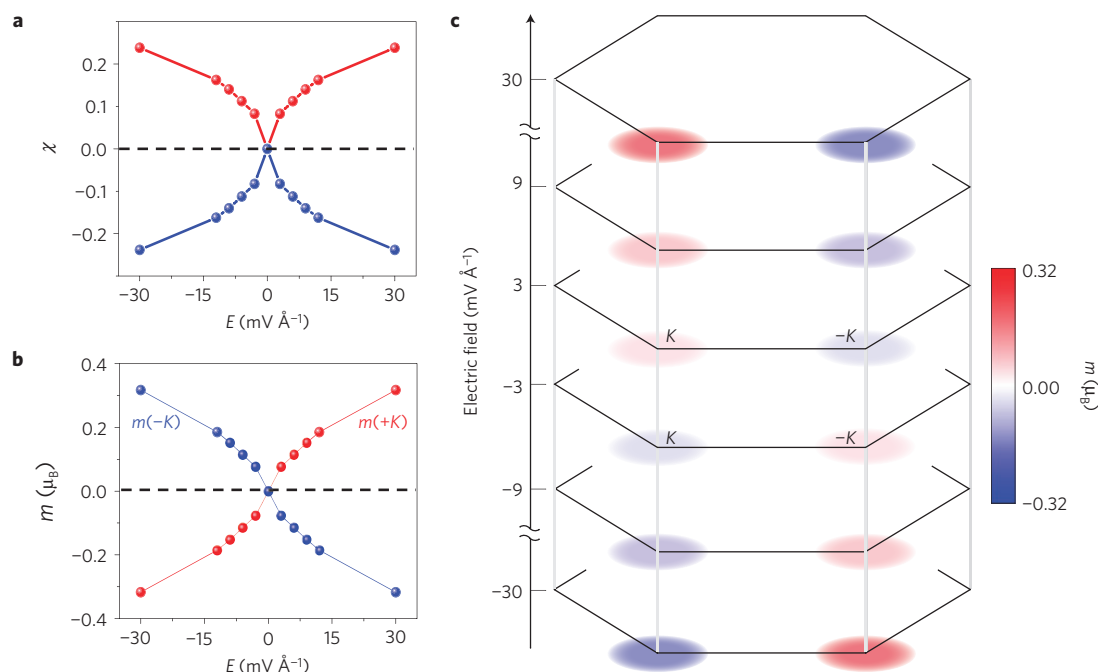 a
0.2
0.1
0.0
−0.1
−0.2
χ
−30
−15
0
15
30
E (mV Å−1)
b
0.4
0.2
0.0
−0.2
−0.4
m (μB)
m(−K)
m(+K)
−30
−15
0
15
30
E (mV Å−1)
c
Electric field (mV Å−1)
30
9
3
−3
−9
−30
K
−K
K
−K
0.32
0.00
−0.32
m (μB)